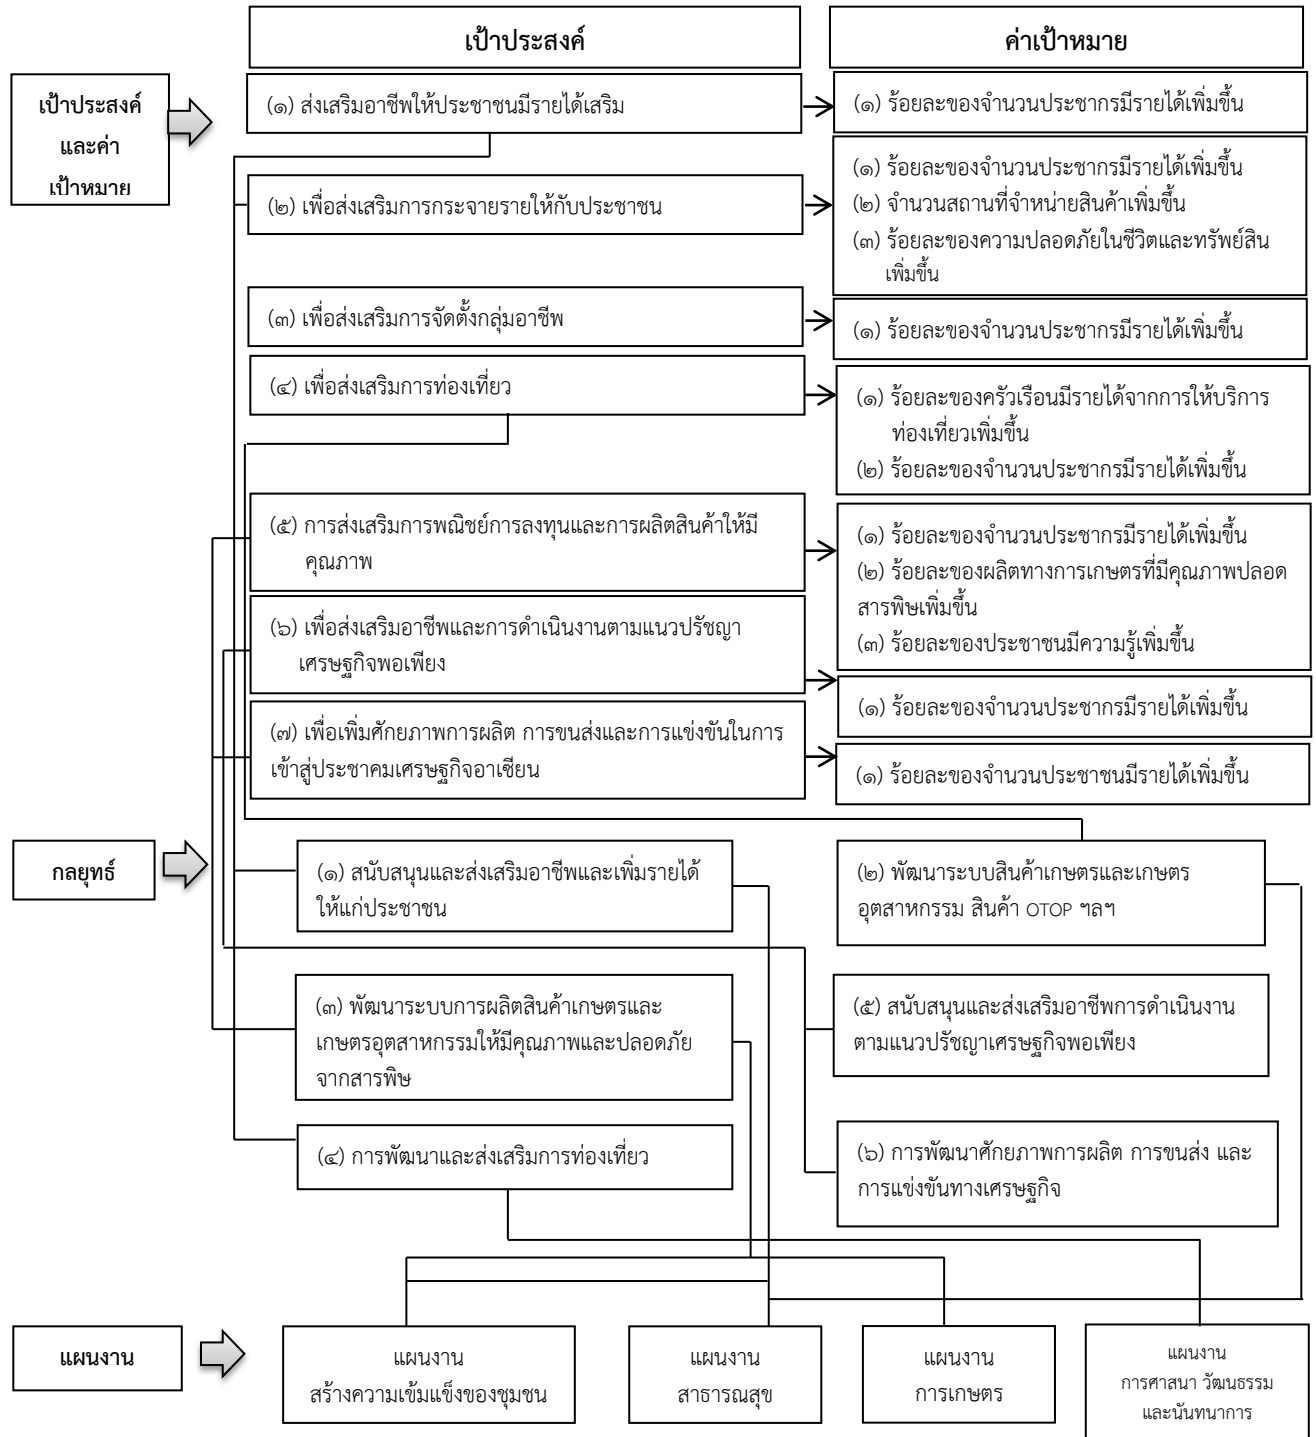 เป้าประสงค์
ค่าเป้าหมาย
เป้าประสงค์
และค่า
เป้าหมาย
(๑) ส่งเสริมอาชีพให้ประชาชนมีรายได้เสริม
(๑) ร้อยละของจำนวนประชากรมีรายได้เพิ่มขึ้น
(๒) เพื่อส่งเสริมการกระจายรายให้กับประชาชน
(๑) ร้อยละของจำนวนประชากรมีรายได้เพิ่มขึ้น
(๒) จำนวนสถานที่จำหน่ายสินค้าเพิ่มขึ้น
(๓) ร้อยละของความปลอดภัยในชีวิตและทรัพย์สิน
เพิ่มขึ้น
(๓) เพื่อส่งเสริมการจัดตั้งกลุ่มอาชีพ
(๑) ร้อยละของจำนวนประชากรมีรายได้เพิ่มขึ้น
(๔) เพื่อส่งเสริมการท่องเที่ยว
(๑) ร้อยละของครัวเรือนมีรายได้จากการให้บริการ
ท่องเที่ยวเพิ่มขึ้น
(๒) ร้อยละของจำนวนประชากรมีรายได้เพิ่มขึ้น
(๕) การส่งเสริมการพณิชย์การลงทุนและการผลิตสินค้าให้มี
คุณภาพ
(๑) ร้อยละของจำนวนประชากรมีรายได้เพิ่มขึ้น
(๒) ร้อยละของผลิตทางการเกษตรที่มีคุณภาพปลอด
สารพิษเพิ่มขึ้น
(๓) ร้อยละของประชาชนมีความรู้เพิ่มขึ้น
(๖) เพื่อส่งเสริมอาชีพและการดำเนินงานตามแนวปรัชญา
เศรษฐกิจพอเพียง
(๑) ร้อยละของจำนวนประชากรมีรายได้เพิ่มขึ้น
(๗) เพื่อเพิ่มศักยภาพการผลิต การขนส่งและการแข่งขันในการ
เข้าสู่ประชาคมเศรษฐกิจอาเซียน
(๑) ร้อยละของจำนวนประชาชนมีรายได้เพิ่มขึ้น
กลยุทธ์
(๑) สนับสนุนและส่งเสริมอาชีพและเพิ่มรายได้
ให้แก่ประชาชน
(๒) พัฒนาระบบสินค้าเกษตรและเกษตร
อุตสาหกรรม สินค้า OTOP ฯลฯ
(๓) พัฒนาระบบการผลิตสินค้าเกษตรและ
เกษตรอุตสาหกรรมให้มีคุณภาพและปลอดภัย
จากสารพิษ
(๕) สนับสนุนและส่งเสริมอาชีพการดำเนินงาน
ตามแนวปรัชญาเศรษฐกิจพอเพียง
(๔) การพัฒนาและส่งเสริมการท่องเที่ยว
(๖) การพัฒนาศักยภาพการผลิต การขนส่ง และ
การแข่งขันทางเศรษฐกิจ
แผนงาน
แผนงาน
สร้างความเข้มแข็งของชุมชน
แผนงาน
สาธารณสุข
แผนงาน
การเกษตร
แผนงาน
การศาสนา วัฒนธรรม
และนันทนาการ